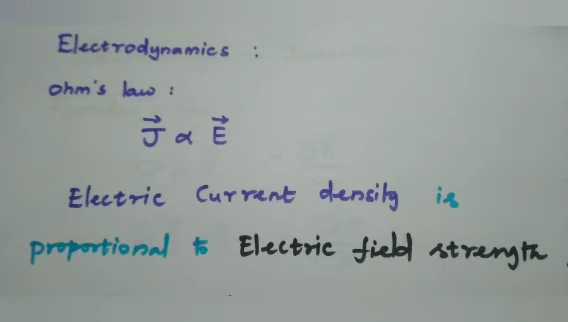 Electrodynamics :
ohm's law :
J⃗ ∝ E⃗
Electric Current density is
proportional to Electric field strength.